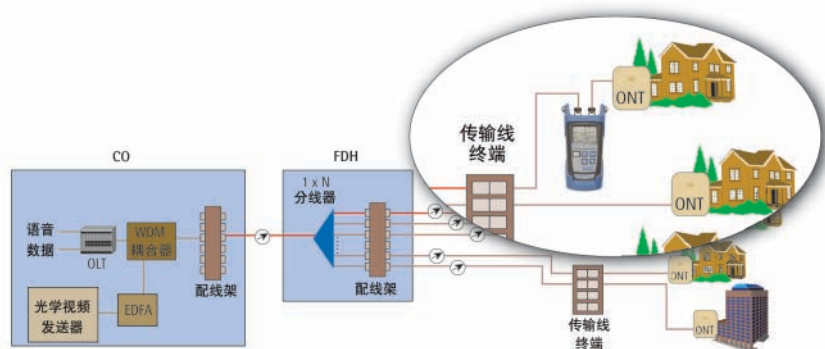 CO
语音
数据
OLT
WDM
耦合器
配线架
光学视频
发送器
EDFA
FDH
1 x N
分线器
配线架
传输线
终端
ONT
ONT
ONT
传输线
终端
ONT